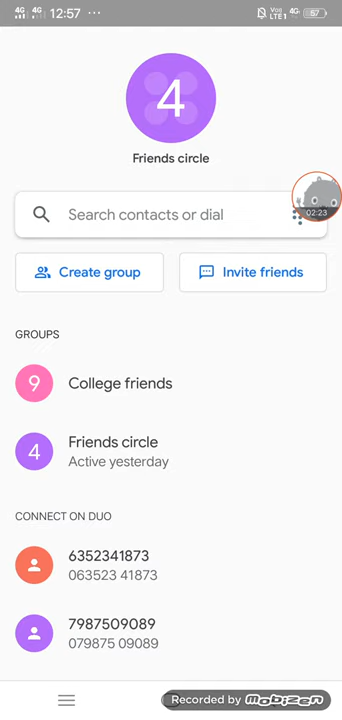 4G 4G 12:57 ... Vo9 LTE 1 4G 57
4
Friends circle
Search contacts or dial
02:23
Create group
Invite friends
GROUPS
9 College friends
4 Friends circle
Active yesterday
CONNECT ON DUO
6352341873
063523 41873
7987509089
079875 09089
Recorded by Mobizen